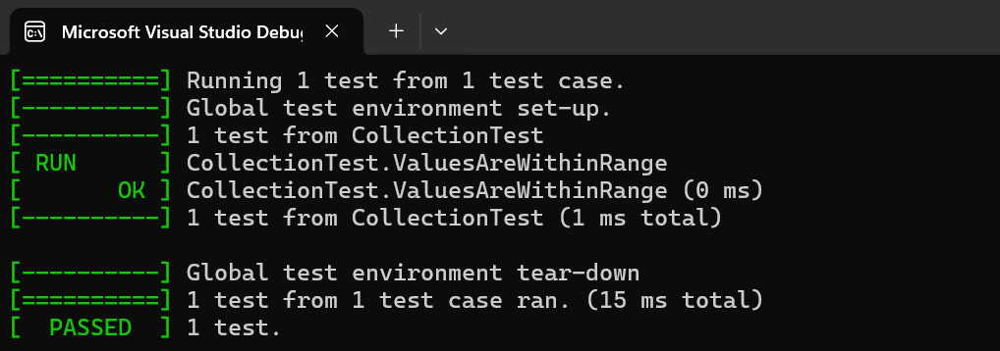 Microsoft Visual Studio Debu
[==========] Running 1 test from 1 test case.
[----------] Global test environment set-up.
[----------] 1 test from CollectionTest
[ RUN      ] CollectionTest.ValuesAreWithinRange
[       OK ] CollectionTest.ValuesAreWithinRange (0 ms)
[----------] 1 test from CollectionTest (1 ms total)
[----------] Global test environment tear-down
[==========] 1 test from 1 test case ran. (15 ms total)
[  PASSED  ] 1 test.